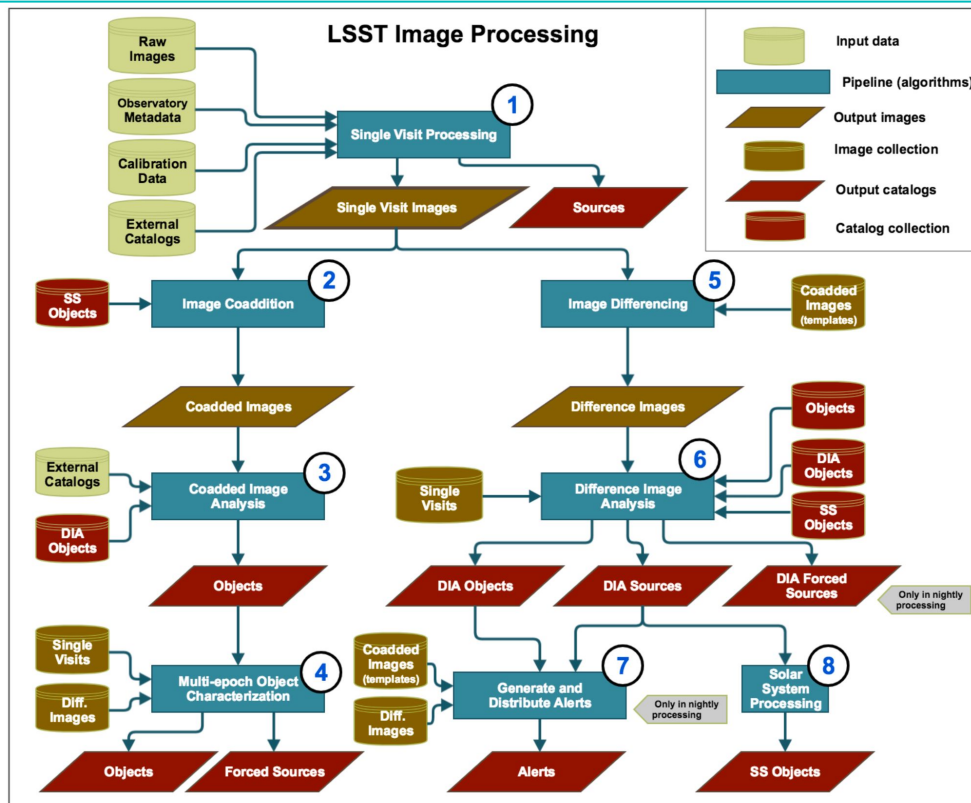 LSST Image Processing
Raw
Images
Observatory
Metadata
Calibration
Data
External
Catalogs
1
Single Visit Processing
Single Visit Images
Sources
Input data
Pipeline (algorithms)
Output images
Image collection
Output catalogs
Catalog collection
SS
Objects
2
Image Coaddition
5
Image Differencing
Coadded
Images
(templates)
Coadded Images
Difference Images
Objects
DIA
Objects
SS
Objects
External
Catalogs
DIA
Objects
3
Coadded Image
Analysis
Single
Visits
6
Difference Image
Analysis
Objects
DIA Objects
DIA Sources
DIA Forced
Sources
Only in nightly
processing
Single
Visits
Diff.
Images
4
Multi-epoch Object
Characterization
Coadded
Images
(templates)
Diff.
Images
7
Generate and
Distribute Alerts
Only in nightly
processing
8
Solar
System
Processing
Objects
Forced Sources
Alerts
SS Objects